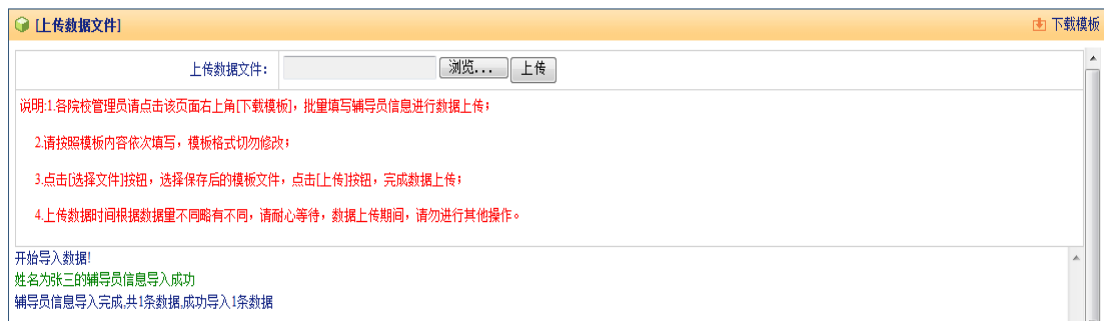 [上传数据文件]
下载模板
上传数据文件：
浏览...
上传
说明:1.各院校管理员请点击该页面右上角[下载模板]，批量填写辅导员信息进行数据上传；
2.请按照模板内容依次填写，模板格式切勿修改；
3.点击[选择文件]按钮，选择保存后的模板文件，点击[上传]按钮，完成数据上传；
4.上传数据时间根据数据量不同略有不同，请耐心等待，数据上传期间，请勿进行其他操作。
开始导入数据!
姓名为张三的辅导员信息导入成功
辅导员信息导入完成,共1条数据,成功导入1条数据